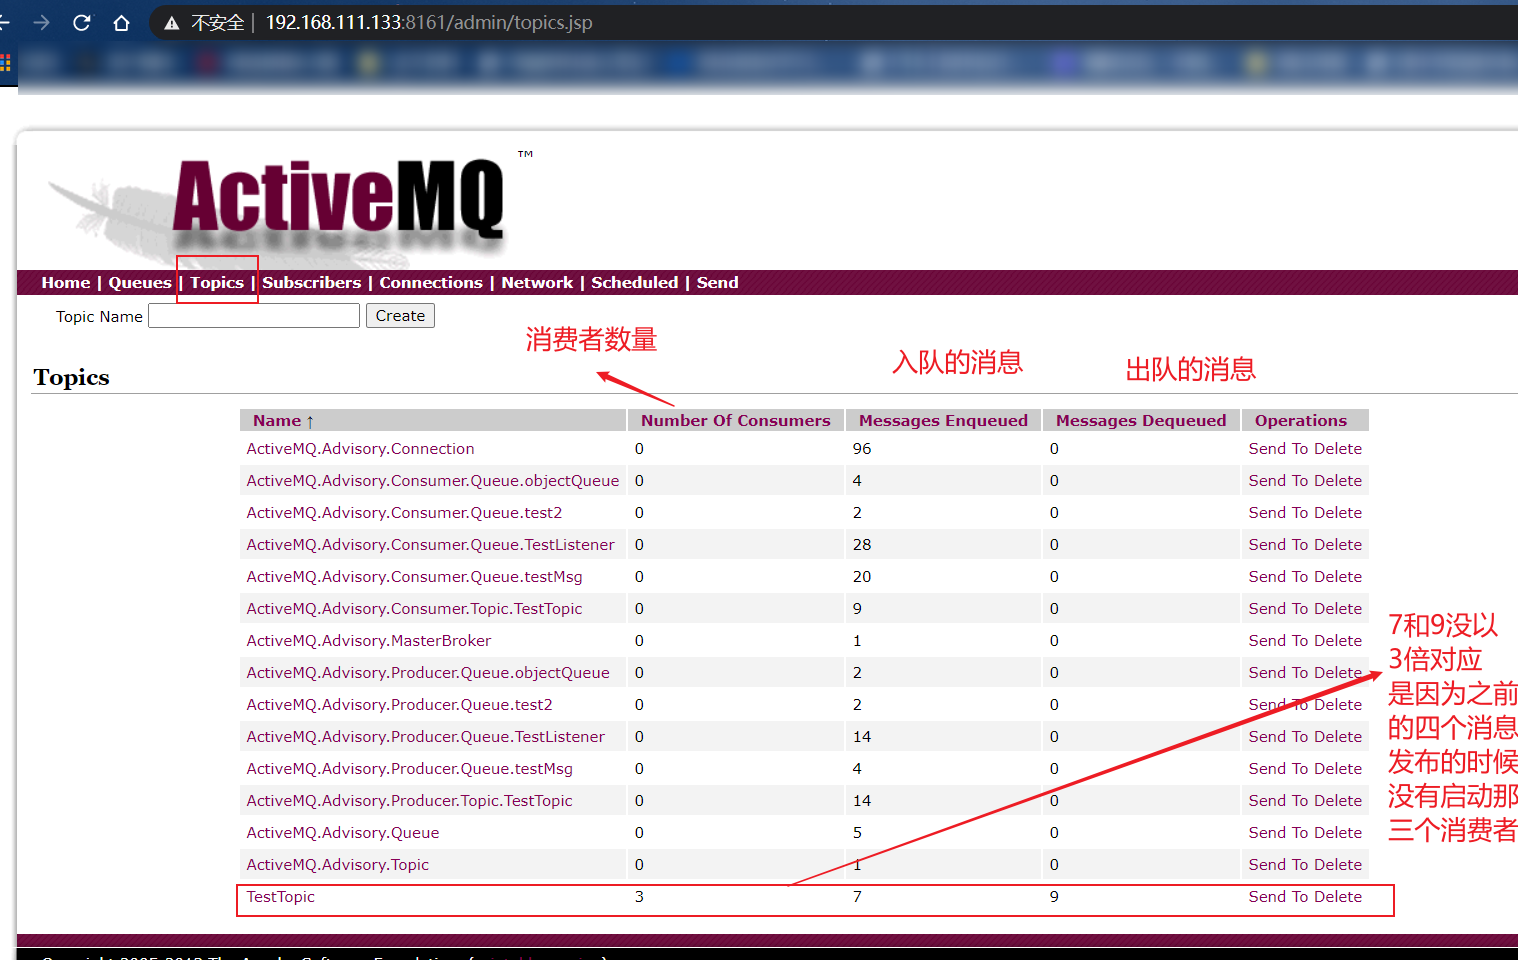 不安全 | 192.168.111.133:8161/admin/topics.jsp
ActiveMQ™
Home | Queues | Topics | Subscribers | Connections | Network | Scheduled | Send
Topic Name Create
消费者数量
入队的消息
出队的消息
Topics
Name ↑ Number Of Consumers Messages Enqueued Messages Dequeued Operations
ActiveMQ.Advisory.Connection 0 96 0 Send To Delete
ActiveMQ.Advisory.Consumer.Queue.objectQueue 0 4 0 Send To Delete
ActiveMQ.Advisory.Consumer.Queue.test2 0 2 0 Send To Delete
ActiveMQ.Advisory.Consumer.Queue.TestListener 0 28 0 Send To Delete
ActiveMQ.Advisory.Consumer.Queue.testMsg 0 20 0 Send To Delete
ActiveMQ.Advisory.Consumer.Topic.TestTopic 0 9 0 Send To Delete
ActiveMQ.Advisory.MasterBroker 0 1 0 Send To Delete
ActiveMQ.Advisory.Producer.Queue.objectQueue 0 2 0 Send To Delete
ActiveMQ.Advisory.Producer.Queue.test2 0 2 0 Send To Delete
ActiveMQ.Advisory.Producer.Queue.TestListener 0 14 0 Send To Delete
ActiveMQ.Advisory.Producer.Queue.testMsg 0 4 0 Send To Delete
ActiveMQ.Advisory.Producer.Topic.TestTopic 0 14 0 Send To Delete
ActiveMQ.Advisory.Queue 0 5 0 Send To Delete
ActiveMQ.Advisory.Topic 0 1 0 Send To Delete
TestTopic 3 7 9 Send To Delete
7和9没以
3倍对应
是因为之前
的四个消息
发布的时候
没有启动那
三个消费者